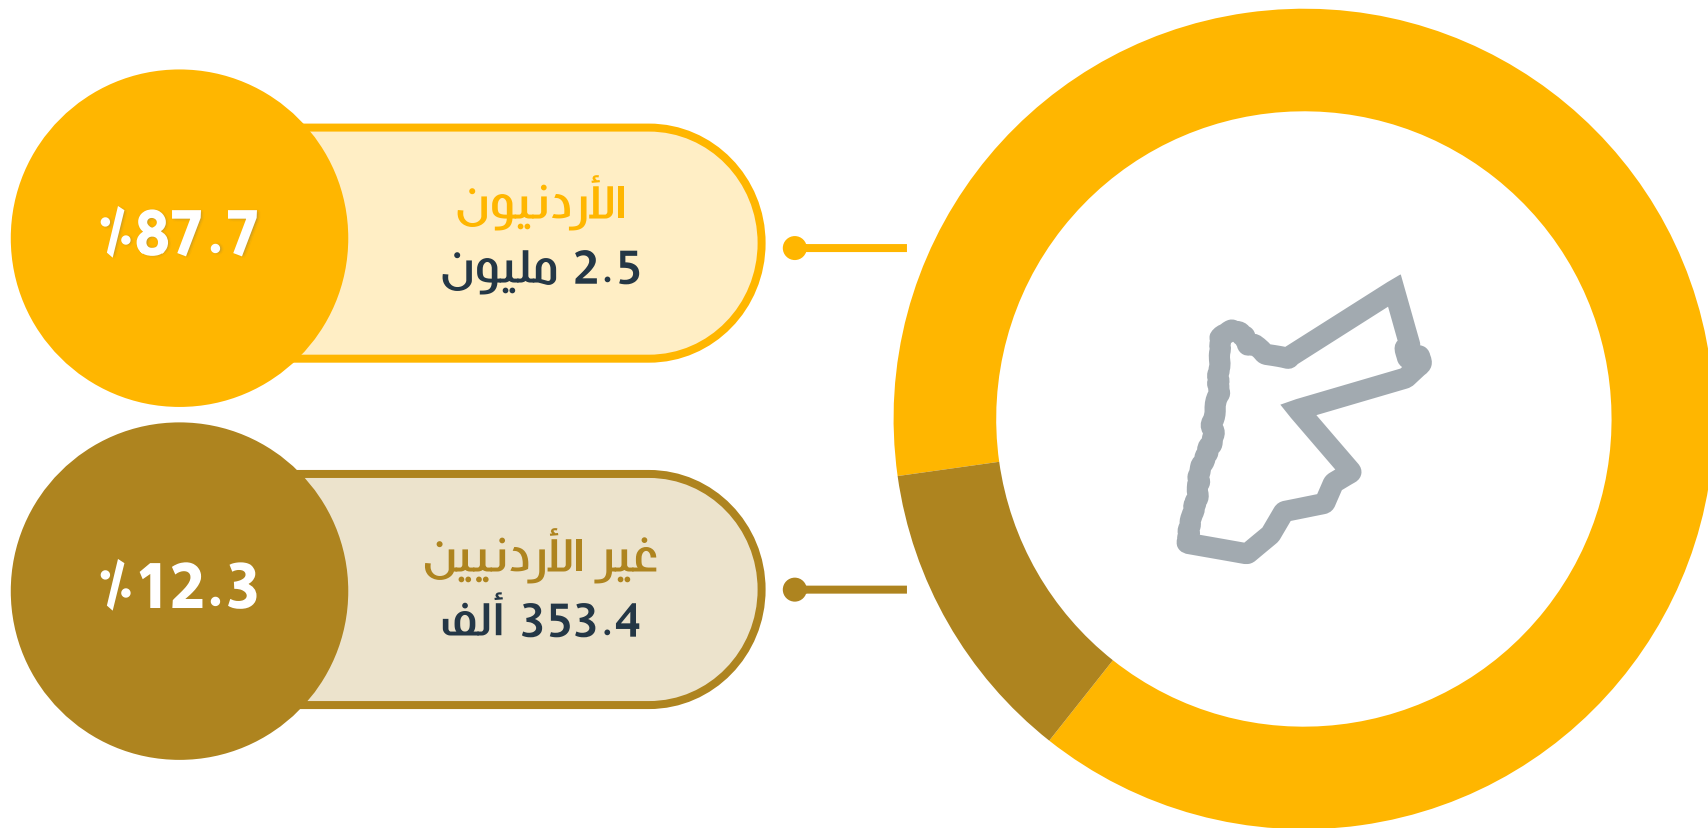 الأردنيون
2.5 مليون
٪87.7
غير الأردنيين
353.4 ألف
٪12.3